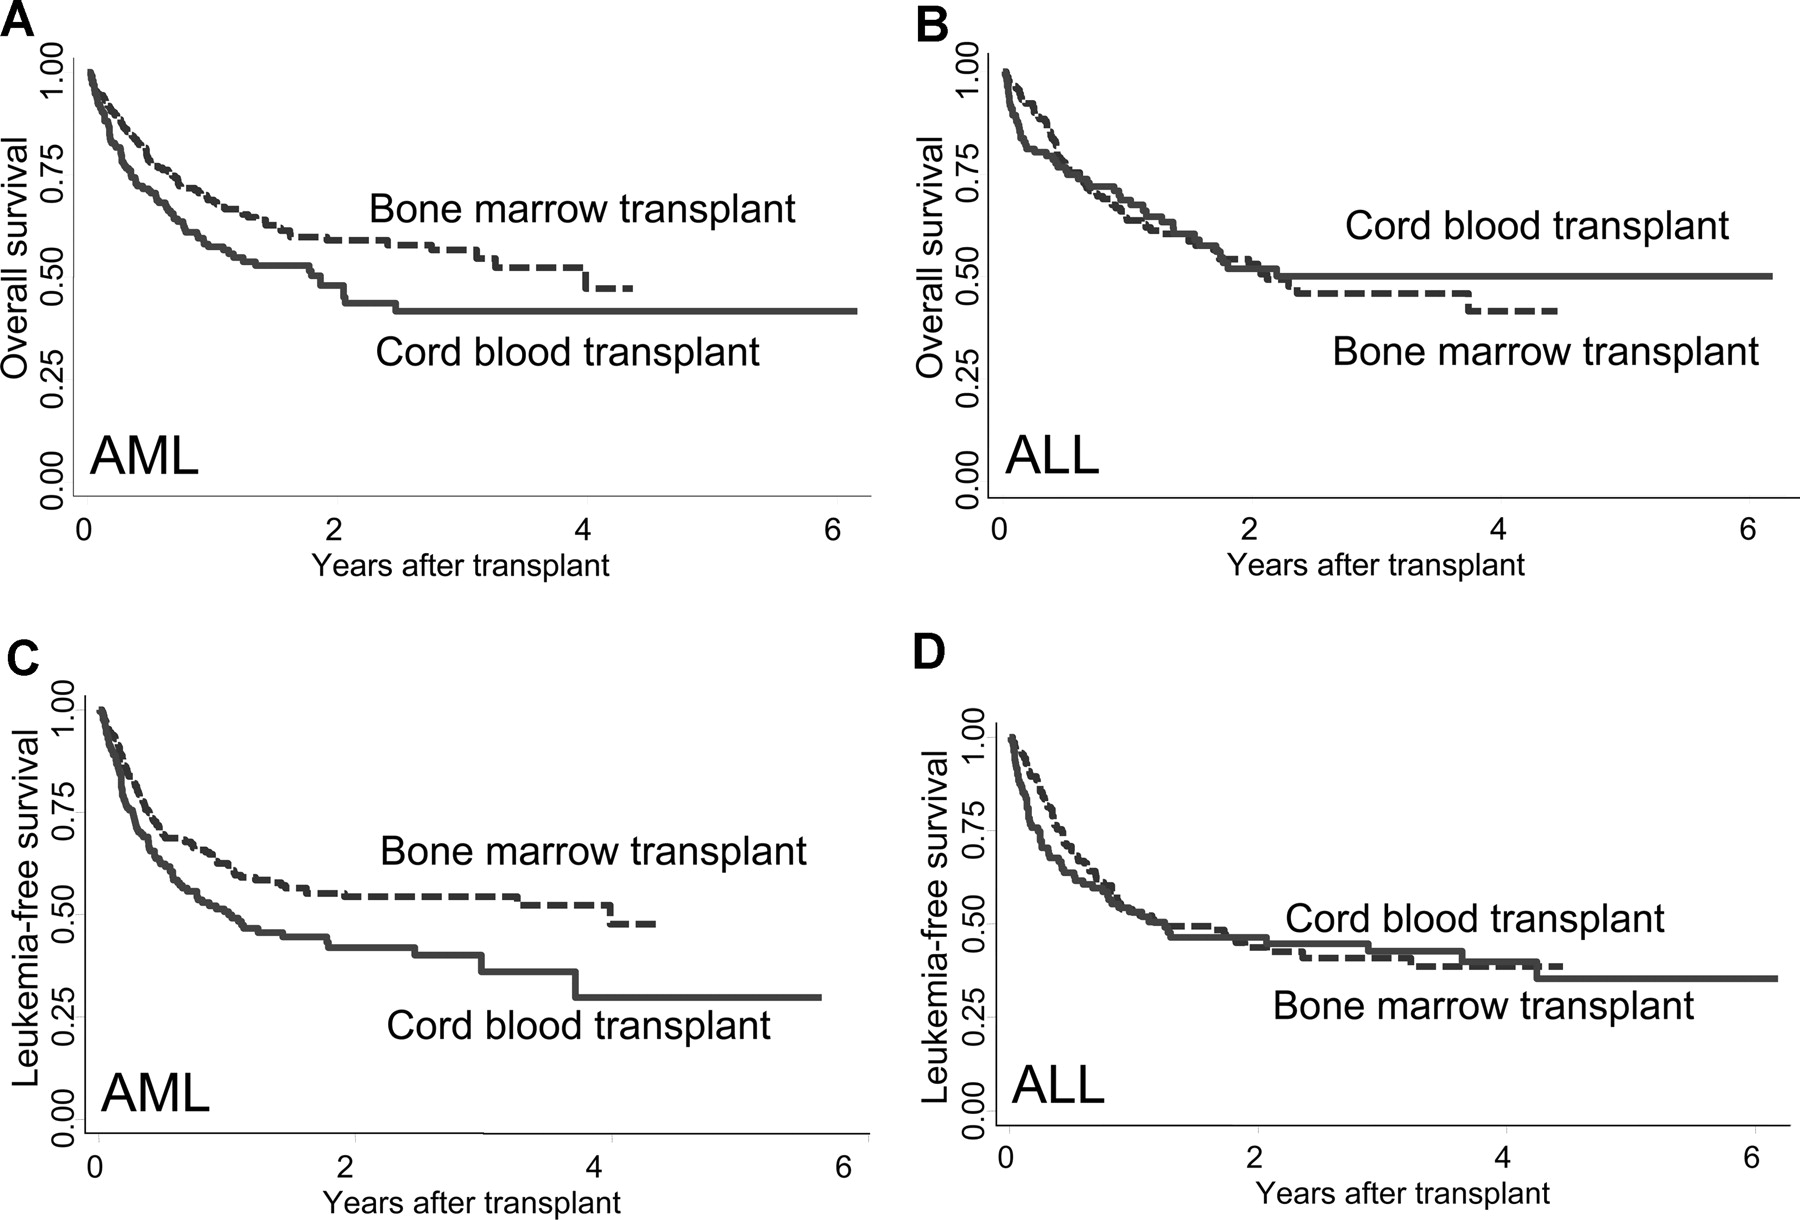 A
Overall survival
1.00
0.75
0.50
0.25
0.00
Bone marrow transplant
Cord blood transplant
AML
0 2 4 6
Years after transplant
B
Overall survival
1.00
0.75
0.50
0.25
0.00
Cord blood transplant
Bone marrow transplant
ALL
0 2 4 6
Years after transplant
C
Leukemia-free survival
1.00
0.75
0.50
0.25
0.00
Bone marrow transplant
Cord blood transplant
AML
0 2 4 6
Years after transplant
D
Leukemia-free survival
1.00
0.75
0.50
0.25
0.00
Cord blood transplant
Bone marrow transplant
ALL
0 2 4 6
Years after transplant